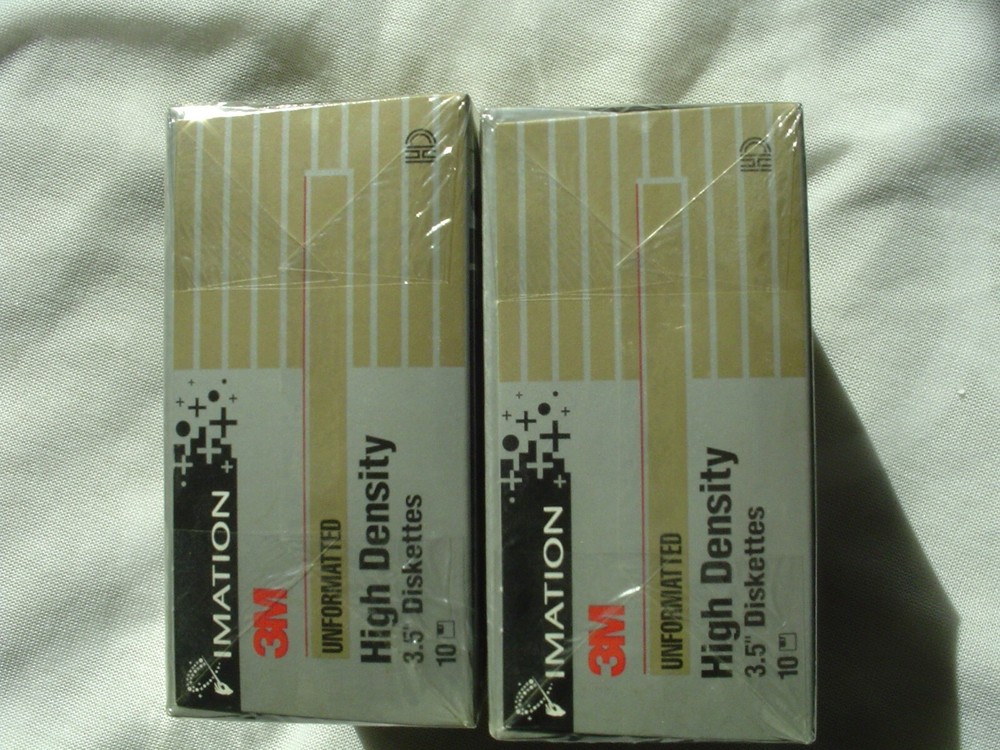 IMATION
3M
UNFORMATTED
High Density
3.5" Diskettes
10
HD
IMATION
3M
UNFORMATTED
High Density
3.5" Diskettes
10
HD